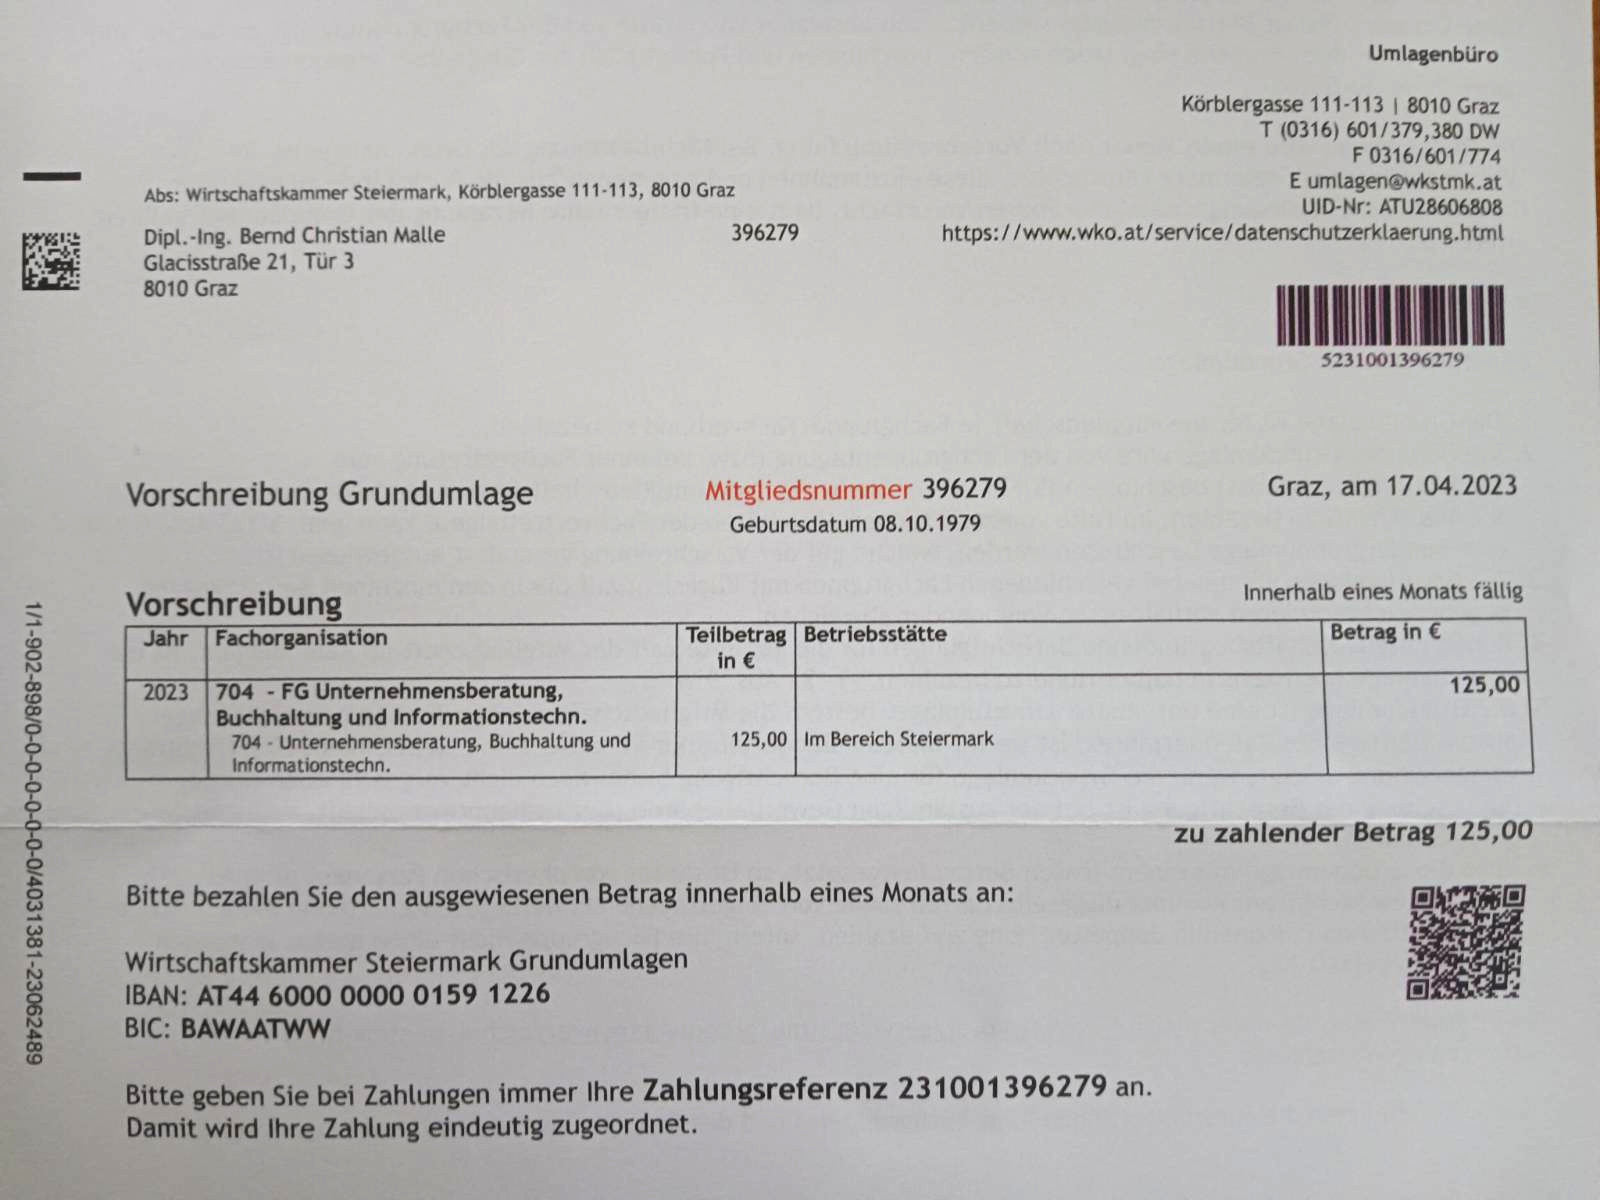 Umlagenbüro
Körblergasse 111-113 | 8010 Graz
T (0316) 601/379,380 DW
F 0316/601/774
E umlagen@wkstmk.at
UID-Nr: ATU28606808
https://www.wko.at/service/datenschutzerklaerung.html
Abs: Wirtschaftskammer Steiermark, Körblergasse 111-113, 8010 Graz
Dipl.-Ing. Bernd Christian Malle 396279
Glacisstraße 21, Tür 3
8010 Graz
5231001396279
Vorschreibung Grundumlage Mitgliedsnummer 396279 Graz, am 17.04.2023
Geburtsdatum 08.10.1979
Vorschreibung Innerhalb eines Monats fällig
Jahr Fachorganisation Teilbetrag Betriebsstätte Betrag in €
in €
2023 704 - FG Unternehmensberatung, 125,00
Buchhaltung und Informationstechn.
704 - Unternehmensberatung, Buchhaltung und 125,00 Im Bereich Steiermark
Informationstechn.
zu zahlender Betrag 125,00
Bitte bezahlen Sie den ausgewiesenen Betrag innerhalb eines Monats an:
Wirtschaftskammer Steiermark Grundumlagen
IBAN: AT44 6000 0000 0159 1226
BIC: BAWAATWW
Bitte geben Sie bei Zahlungen immer Ihre Zahlungsreferenz 231001396279 an.
Damit wird Ihre Zahlung eindeutig zugeordnet.
1/1-902-898/0-0-0-0-0-0-0-0/4031381-23062489